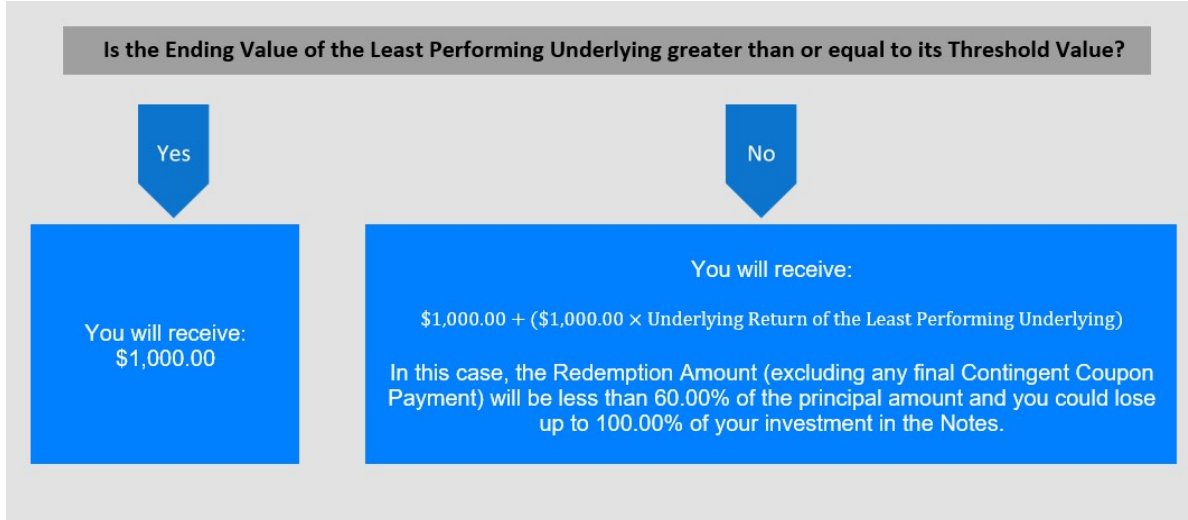 Is the Ending Value of the Least Performing Underlying greater than or equal to its Threshold Value?
Yes
No
You will receive:
$1,000.00
You will receive:
$1,000.00 + ($1,000.00 × Underlying Return of the Least Performing Underlying)
In this case, the Redemption Amount (excluding any final Contingent Coupon
Payment) will be less than 60.00% of the principal amount and you could lose
up to 100.00% of your investment in the Notes.